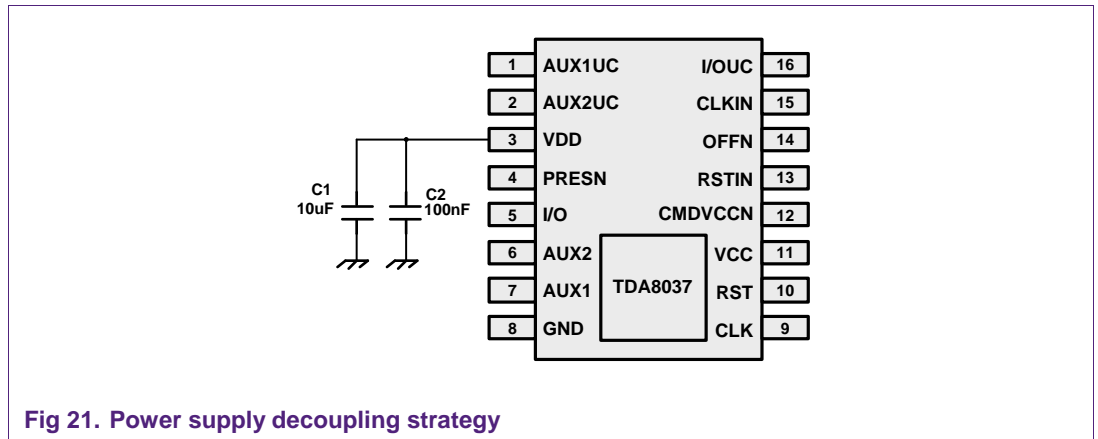 1 AUX1UC I/OUC 16
2 AUX2UC CLKIN 15
3 VDD OFFN 14
4 PRESN RSTIN 13
C1 10uF
C2 100nF
5 I/O CMDVCCN 12
6 AUX2 VCC 11
7 AUX1 TDA8037 RST 10
8 GND CLK 9
Fig 21. Power supply decoupling strategy